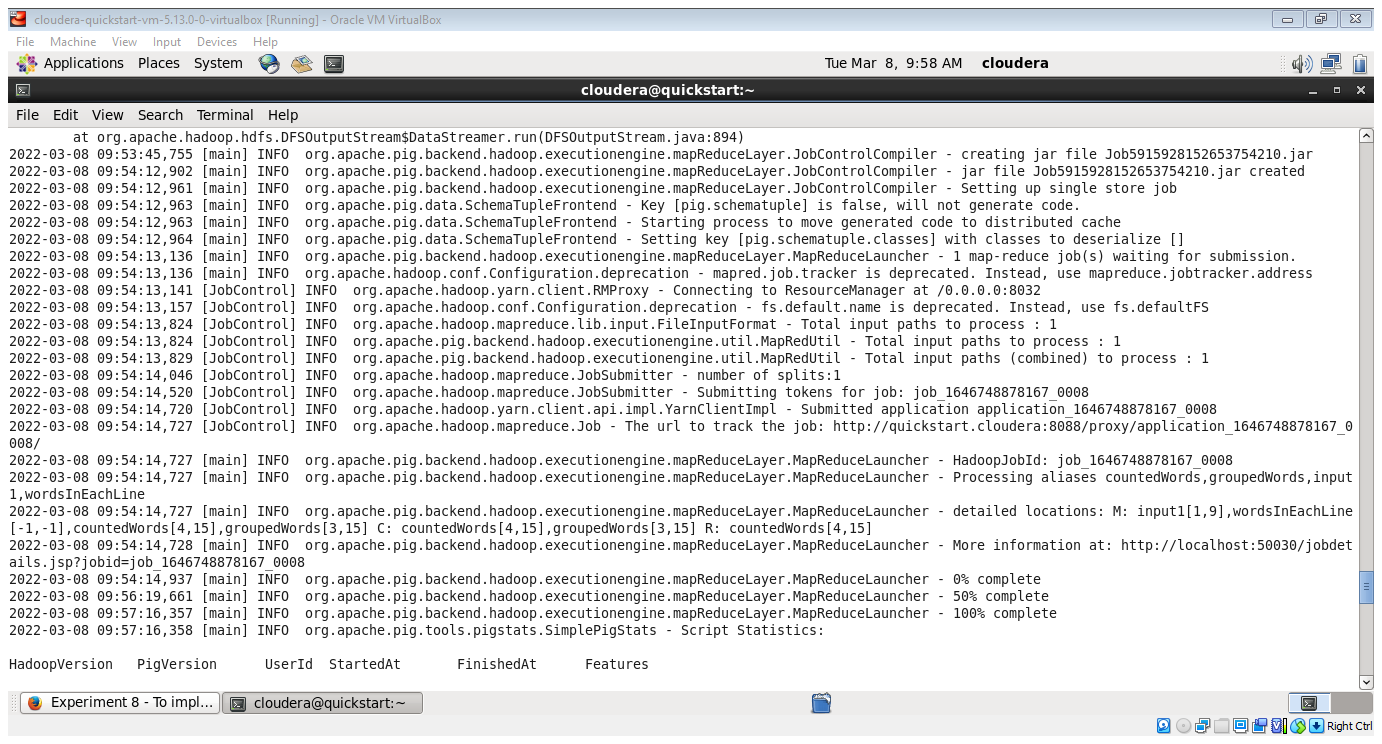 cloudera-quickstart-vm-5.13.0-0-virtualbox [Running] - Oracle VM VirtualBox
File Machine View Input Devices Help
Applications Places System Tue Mar 8, 9:58 AM cloudera
cloudera@quickstart:~
File Edit View Search Terminal Help
at org.apache.hadoop.hdfs.DFSOutputStream$DataStreamer.run(DFSOutputStream.java:894)
2022-03-08 09:53:45,755 [main] INFO  org.apache.pig.backend.hadoop.executionengine.mapReduceLayer.JobControlCompiler - creating jar file Job5915928152653754210.jar
2022-03-08 09:54:12,902 [main] INFO  org.apache.pig.backend.hadoop.executionengine.mapReduceLayer.JobControlCompiler - jar file Job5915928152653754210.jar created
2022-03-08 09:54:12,961 [main] INFO  org.apache.pig.backend.hadoop.executionengine.mapReduceLayer.JobControlCompiler - Setting up single store job
2022-03-08 09:54:12,963 [main] INFO  org.apache.pig.data.SchemaTupleFrontend - Key [pig.schematuple] is false, will not generate code.
2022-03-08 09:54:12,963 [main] INFO  org.apache.pig.data.SchemaTupleFrontend - Starting process to move generated code to distributed cache
2022-03-08 09:54:12,964 [main] INFO  org.apache.pig.data.SchemaTupleFrontend - Setting key [pig.schematuple.classes] with classes to deserialize []
2022-03-08 09:54:13,136 [main] INFO  org.apache.pig.backend.hadoop.executionengine.mapReduceLayer.MapReduceLauncher - 1 map-reduce job(s) waiting for submission.
2022-03-08 09:54:13,136 [main] INFO  org.apache.hadoop.conf.Configuration.deprecation - mapred.job.tracker is deprecated. Instead, use mapreduce.jobtracker.address
2022-03-08 09:54:13,141 [JobControl] INFO  org.apache.hadoop.yarn.client.RMProxy - Connecting to ResourceManager at /0.0.0.0:8032
2022-03-08 09:54:13,157 [JobControl] INFO  org.apache.hadoop.conf.Configuration.deprecation - fs.default.name is deprecated. Instead, use fs.defaultFS
2022-03-08 09:54:13,824 [JobControl] INFO  org.apache.hadoop.mapreduce.lib.input.FileInputFormat - Total input paths to process : 1
2022-03-08 09:54:13,824 [JobControl] INFO  org.apache.pig.backend.hadoop.executionengine.util.MapRedUtil - Total input paths to process : 1
2022-03-08 09:54:13,829 [JobControl] INFO  org.apache.pig.backend.hadoop.executionengine.util.MapRedUtil - Total input paths (combined) to process : 1
2022-03-08 09:54:14,046 [JobControl] INFO  org.apache.hadoop.mapreduce.JobSubmitter - number of splits:1
2022-03-08 09:54:14,520 [JobControl] INFO  org.apache.hadoop.mapreduce.JobSubmitter - Submitting tokens for job: job_1646748878167_0008
2022-03-08 09:54:14,720 [JobControl] INFO  org.apache.hadoop.yarn.client.api.impl.YarnClientImpl - Submitted application application_1646748878167_0008
2022-03-08 09:54:14,727 [JobControl] INFO  org.apache.hadoop.mapreduce.Job - The url to track the job: http://quickstart.cloudera:8088/proxy/application_1646748878167_0
008/
2022-03-08 09:54:14,727 [main] INFO  org.apache.pig.backend.hadoop.executionengine.mapReduceLayer.MapReduceLauncher - HadoopJobId: job_1646748878167_0008
2022-03-08 09:54:14,727 [main] INFO  org.apache.pig.backend.hadoop.executionengine.mapReduceLayer.MapReduceLauncher - Processing aliases countedWords,groupedWords,input
1,wordsInEachLine
2022-03-08 09:54:14,727 [main] INFO  org.apache.pig.backend.hadoop.executionengine.mapReduceLayer.MapReduceLauncher - detailed locations: M: input1[1,9],wordsInEachLine
[-1,-1],countedWords[4,15],groupedWords[3,15] C: countedWords[4,15],groupedWords[3,15] R: countedWords[4,15]
2022-03-08 09:54:14,728 [main] INFO  org.apache.pig.backend.hadoop.executionengine.mapReduceLayer.MapReduceLauncher - More information at: http://localhost:50030/jobdet
ails.jsp?jobid=job_1646748878167_0008
2022-03-08 09:54:14,937 [main] INFO  org.apache.pig.backend.hadoop.executionengine.mapReduceLayer.MapReduceLauncher - 0% complete
2022-03-08 09:56:19,661 [main] INFO  org.apache.pig.backend.hadoop.executionengine.mapReduceLayer.MapReduceLauncher - 50% complete
2022-03-08 09:57:16,357 [main] INFO  org.apache.pig.backend.hadoop.executionengine.mapReduceLayer.MapReduceLauncher - 100% complete
2022-03-08 09:57:16,358 [main] INFO  org.apache.pig.tools.pigstats.SimplePigStats - Script Statistics:
HadoopVersion PigVersion UserId StartedAt FinishedAt Features
Experiment 8 - To impl... cloudera@quickstart:~
Right Ctrl